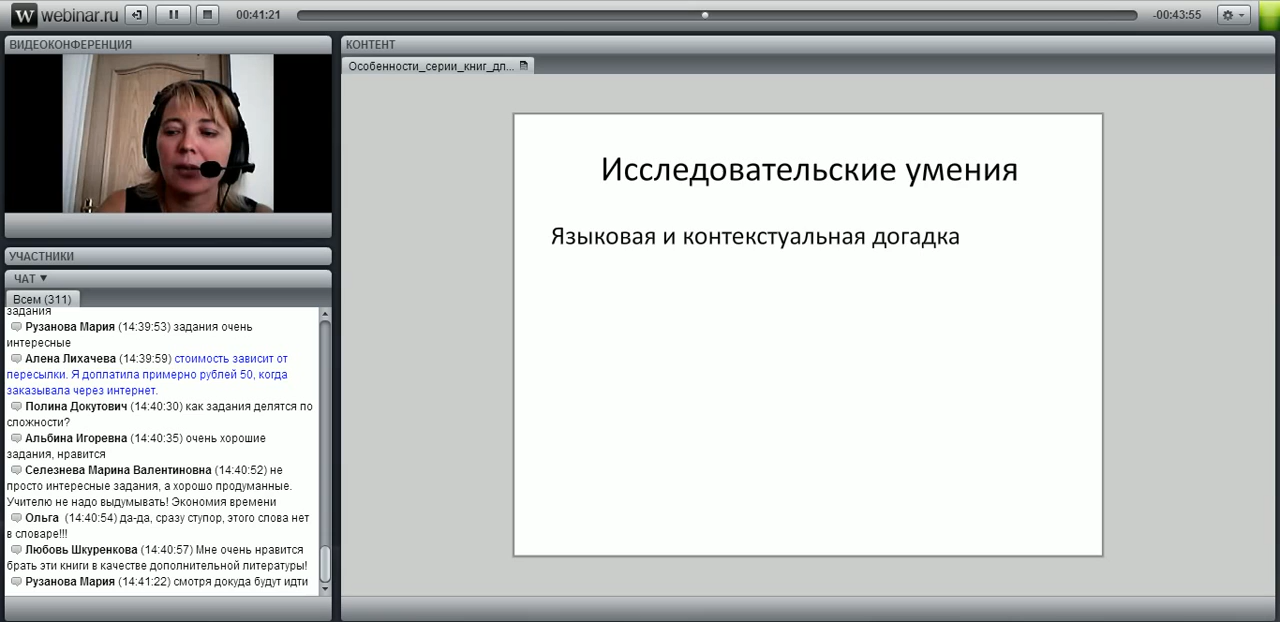 W webinar.ru
00:41:21
-00:43:55
ВИДЕОКОНФЕРЕНЦИЯ
УЧАСТНИКИ
ЧАТ ▼
Всем (311)
задания
Рузанова Мария (14:39:53) задания очень
интересные
Алена Лихачева (14:39:59) стоимость зависит от
пересылки. Я доплатила примерно рублей 50, когда
заказывала через интернет.
Полина Докутович (14:40:30) как задания делятся по
сложности?
Альбина Игоревна (14:40:35) очень хорошие
задания, нравится
Селезнева Марина Валентиновна (14:40:52) не
просто интересные задания, а хорошо продуманные.
Учителю не надо выдумывать! Экономия времени
Ольга (14:40:54) да-да, сразу ступор, этого слова нет
в словаре!!!
Любовь Шкуренкова (14:40:57) Мне очень нравится
брать эти книги в качестве дополнительной литературы!
Рузанова Мария (14:41:22) смотря докуда будут идти
КОНТЕНТ
Особенности_серии_книг_дл...
Исследовательские умения
Языковая и контекстуальная догадка